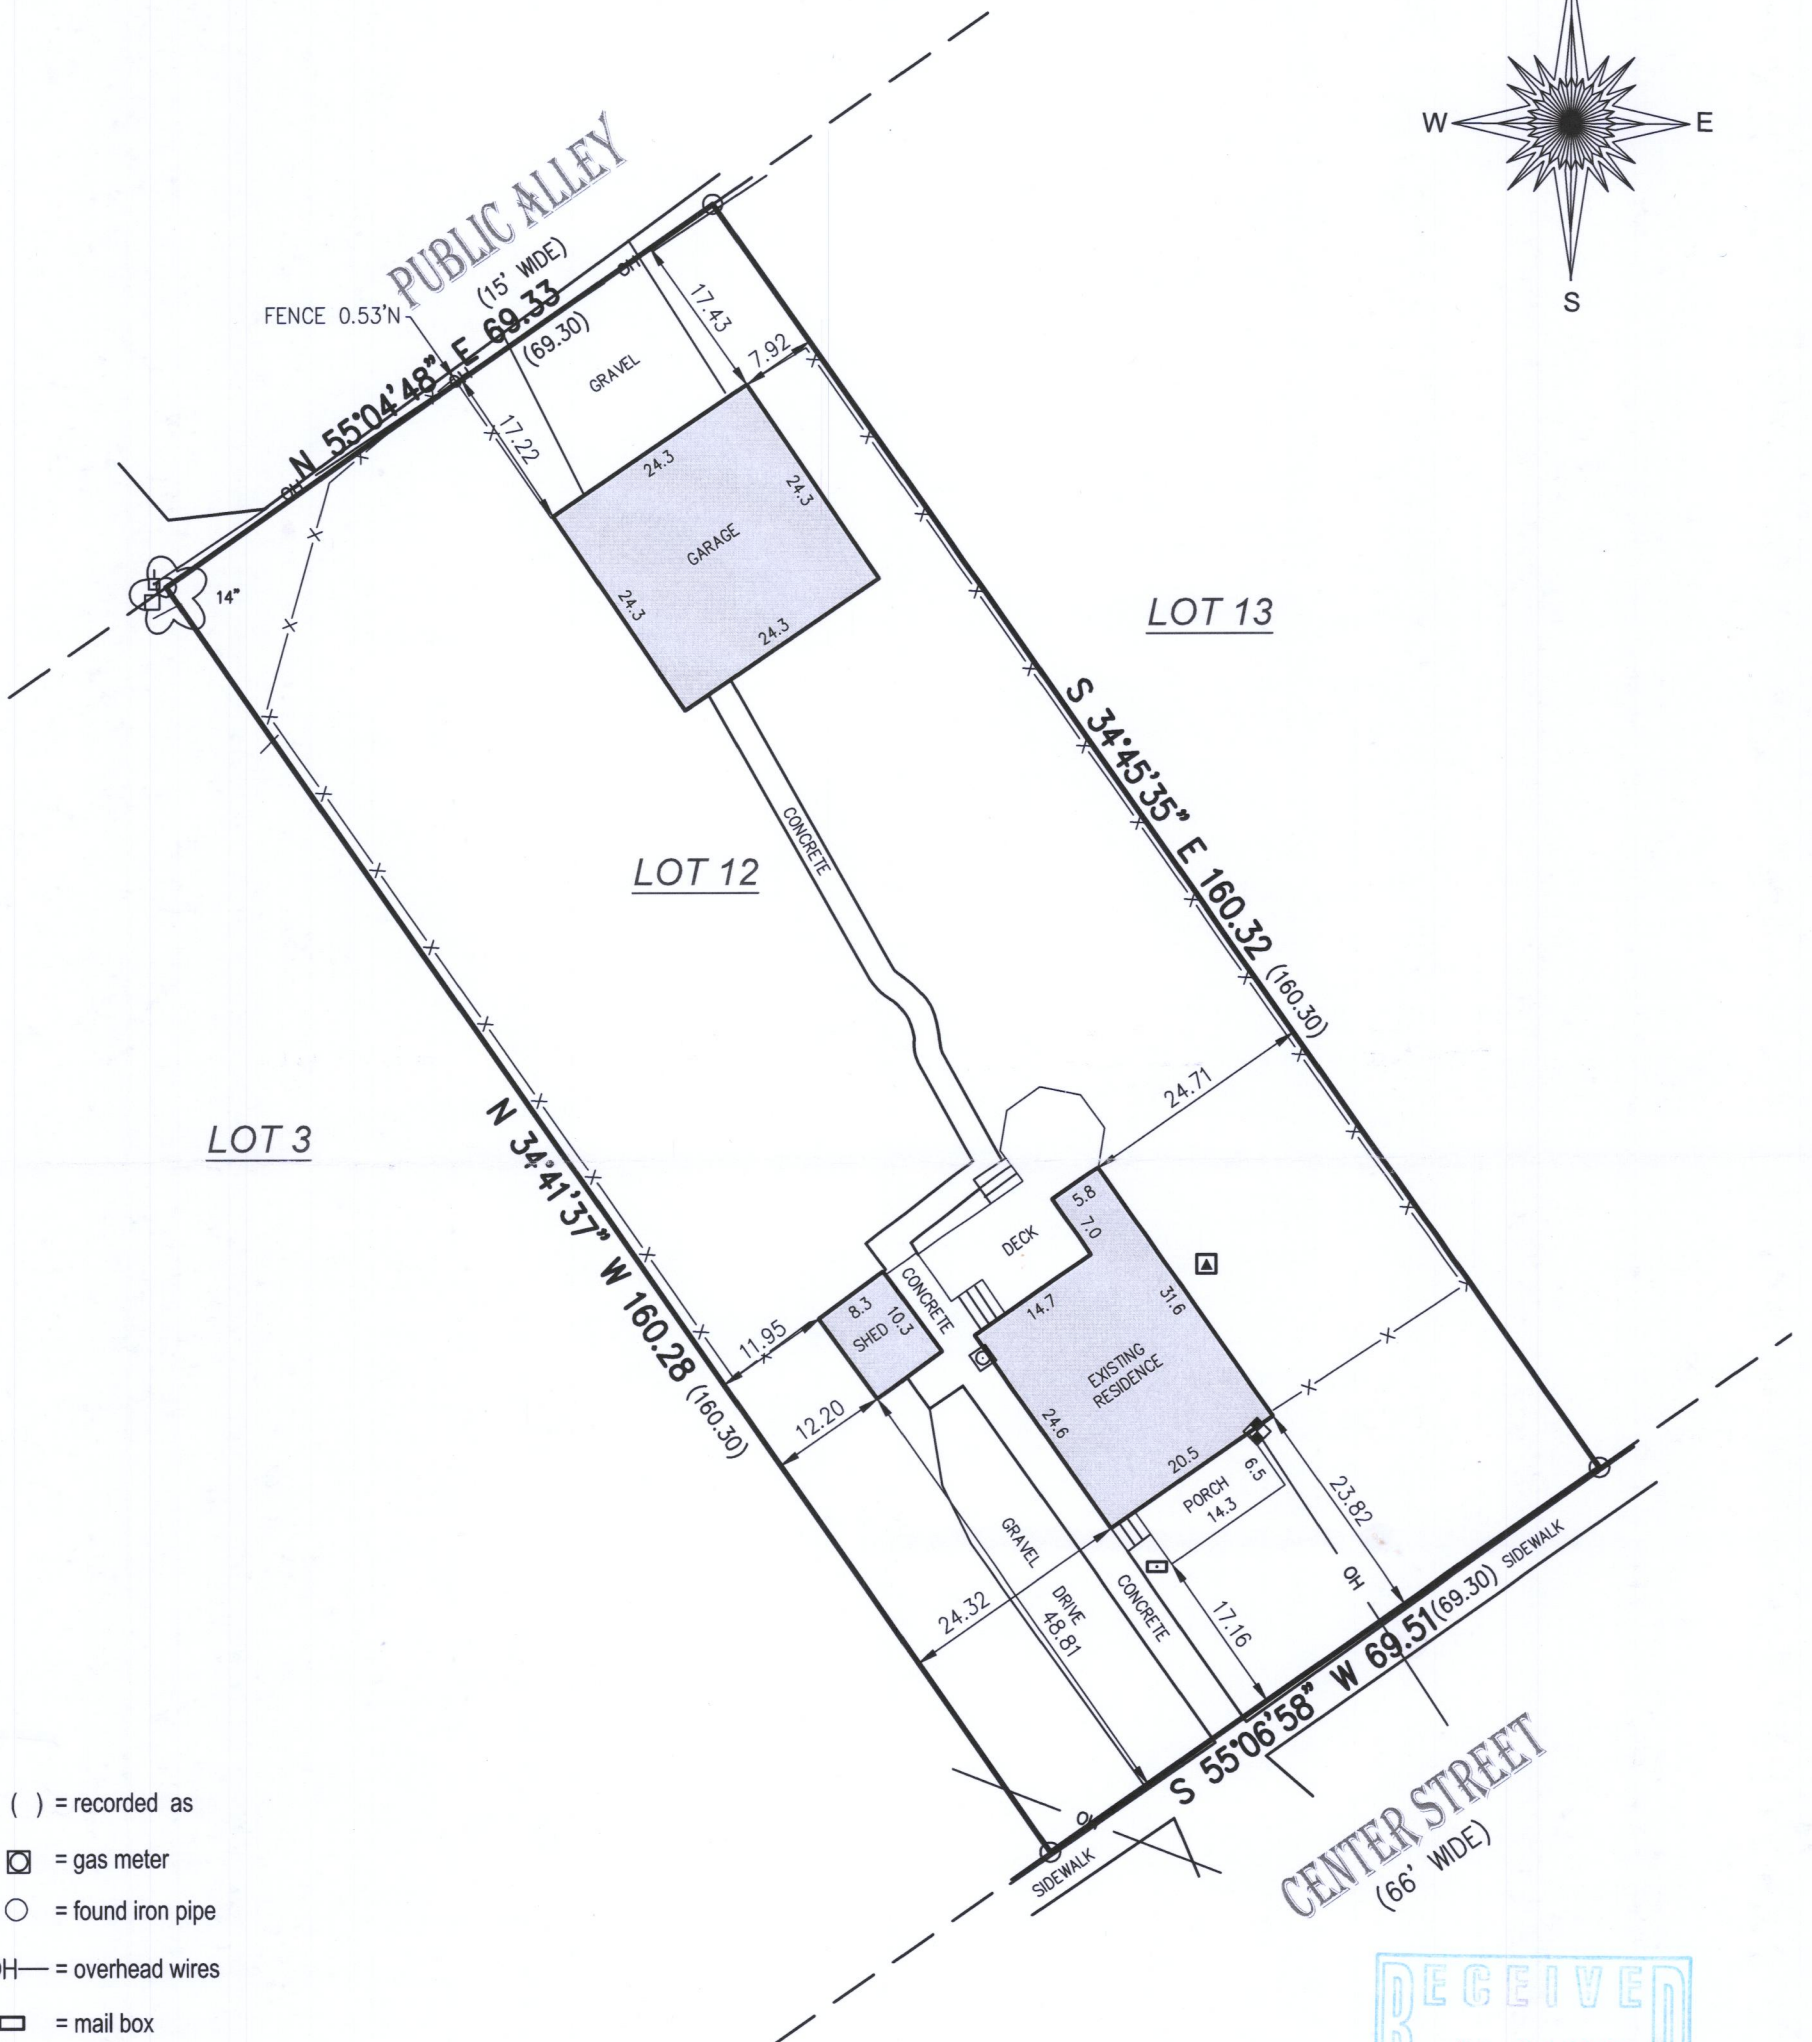 W
E
S
PUBLIC ALLEY
(15' WIDE)
FENCE 0.53'N
N 55°04'48" E 69.33
(69.30)
OH
OH
OH
GRAVEL
17.43
7.92
17.22
24.3
24.3
GARAGE
24.3
24.3
14"
LOT 13
S 34°45'35" E 160.32
(160.30)
CONCRETE
LOT 12
LOT 3
N 34°41'37" W 160.28
(160.30)
24.71
5.8
7.0
DECK
CONCRETE
8.3
10.3
SHED
11.95
12.20
14.7
31.6
EXISTING
RESIDENCE
24.6
20.5
PORCH
14.3
6.5
23.82
OH
GRAVEL
DRIVE
48.81
CONCRETE
24.32
17.16
S 55°06'58" W 69.51
(69.30)
SIDEWALK
SIDEWALK
CENTER STREET
(66' WIDE)
( ) = recorded as
= gas meter
= found iron pipe
H = overhead wires
= mail box
RECEIVED